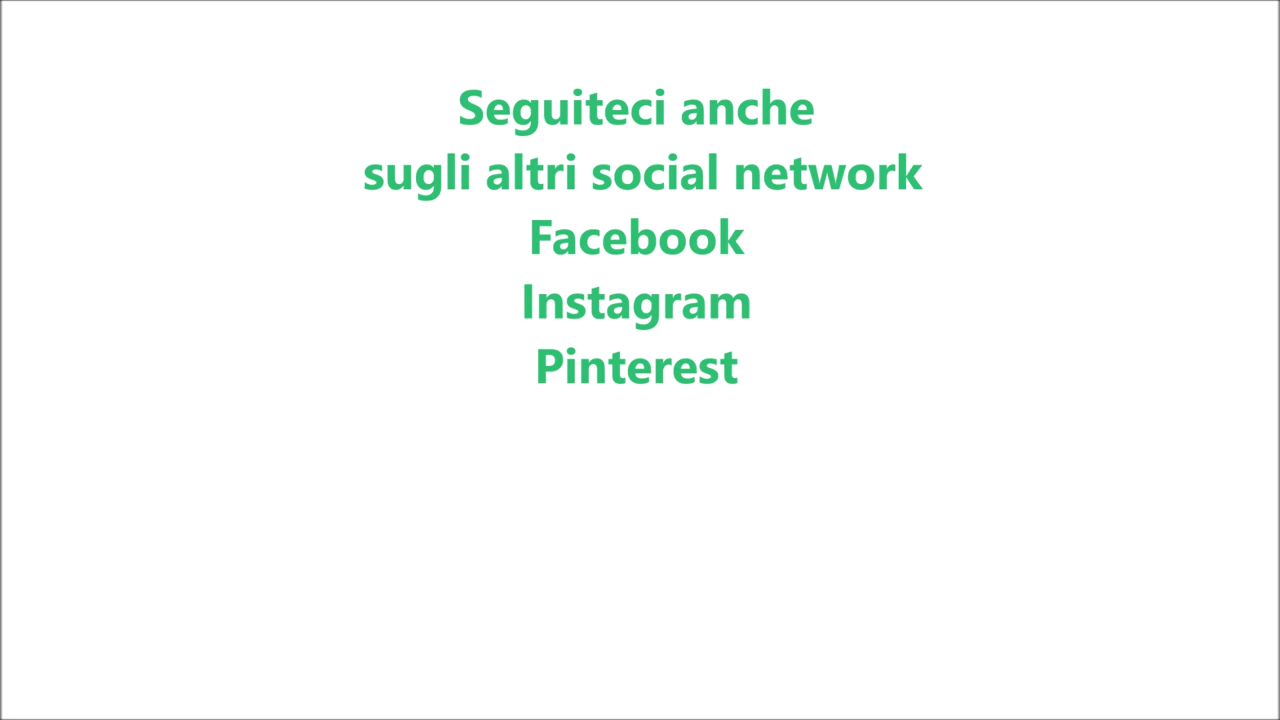 Seguiteci anche
sugli altri social network
Facebook
Instagram
Pinterest